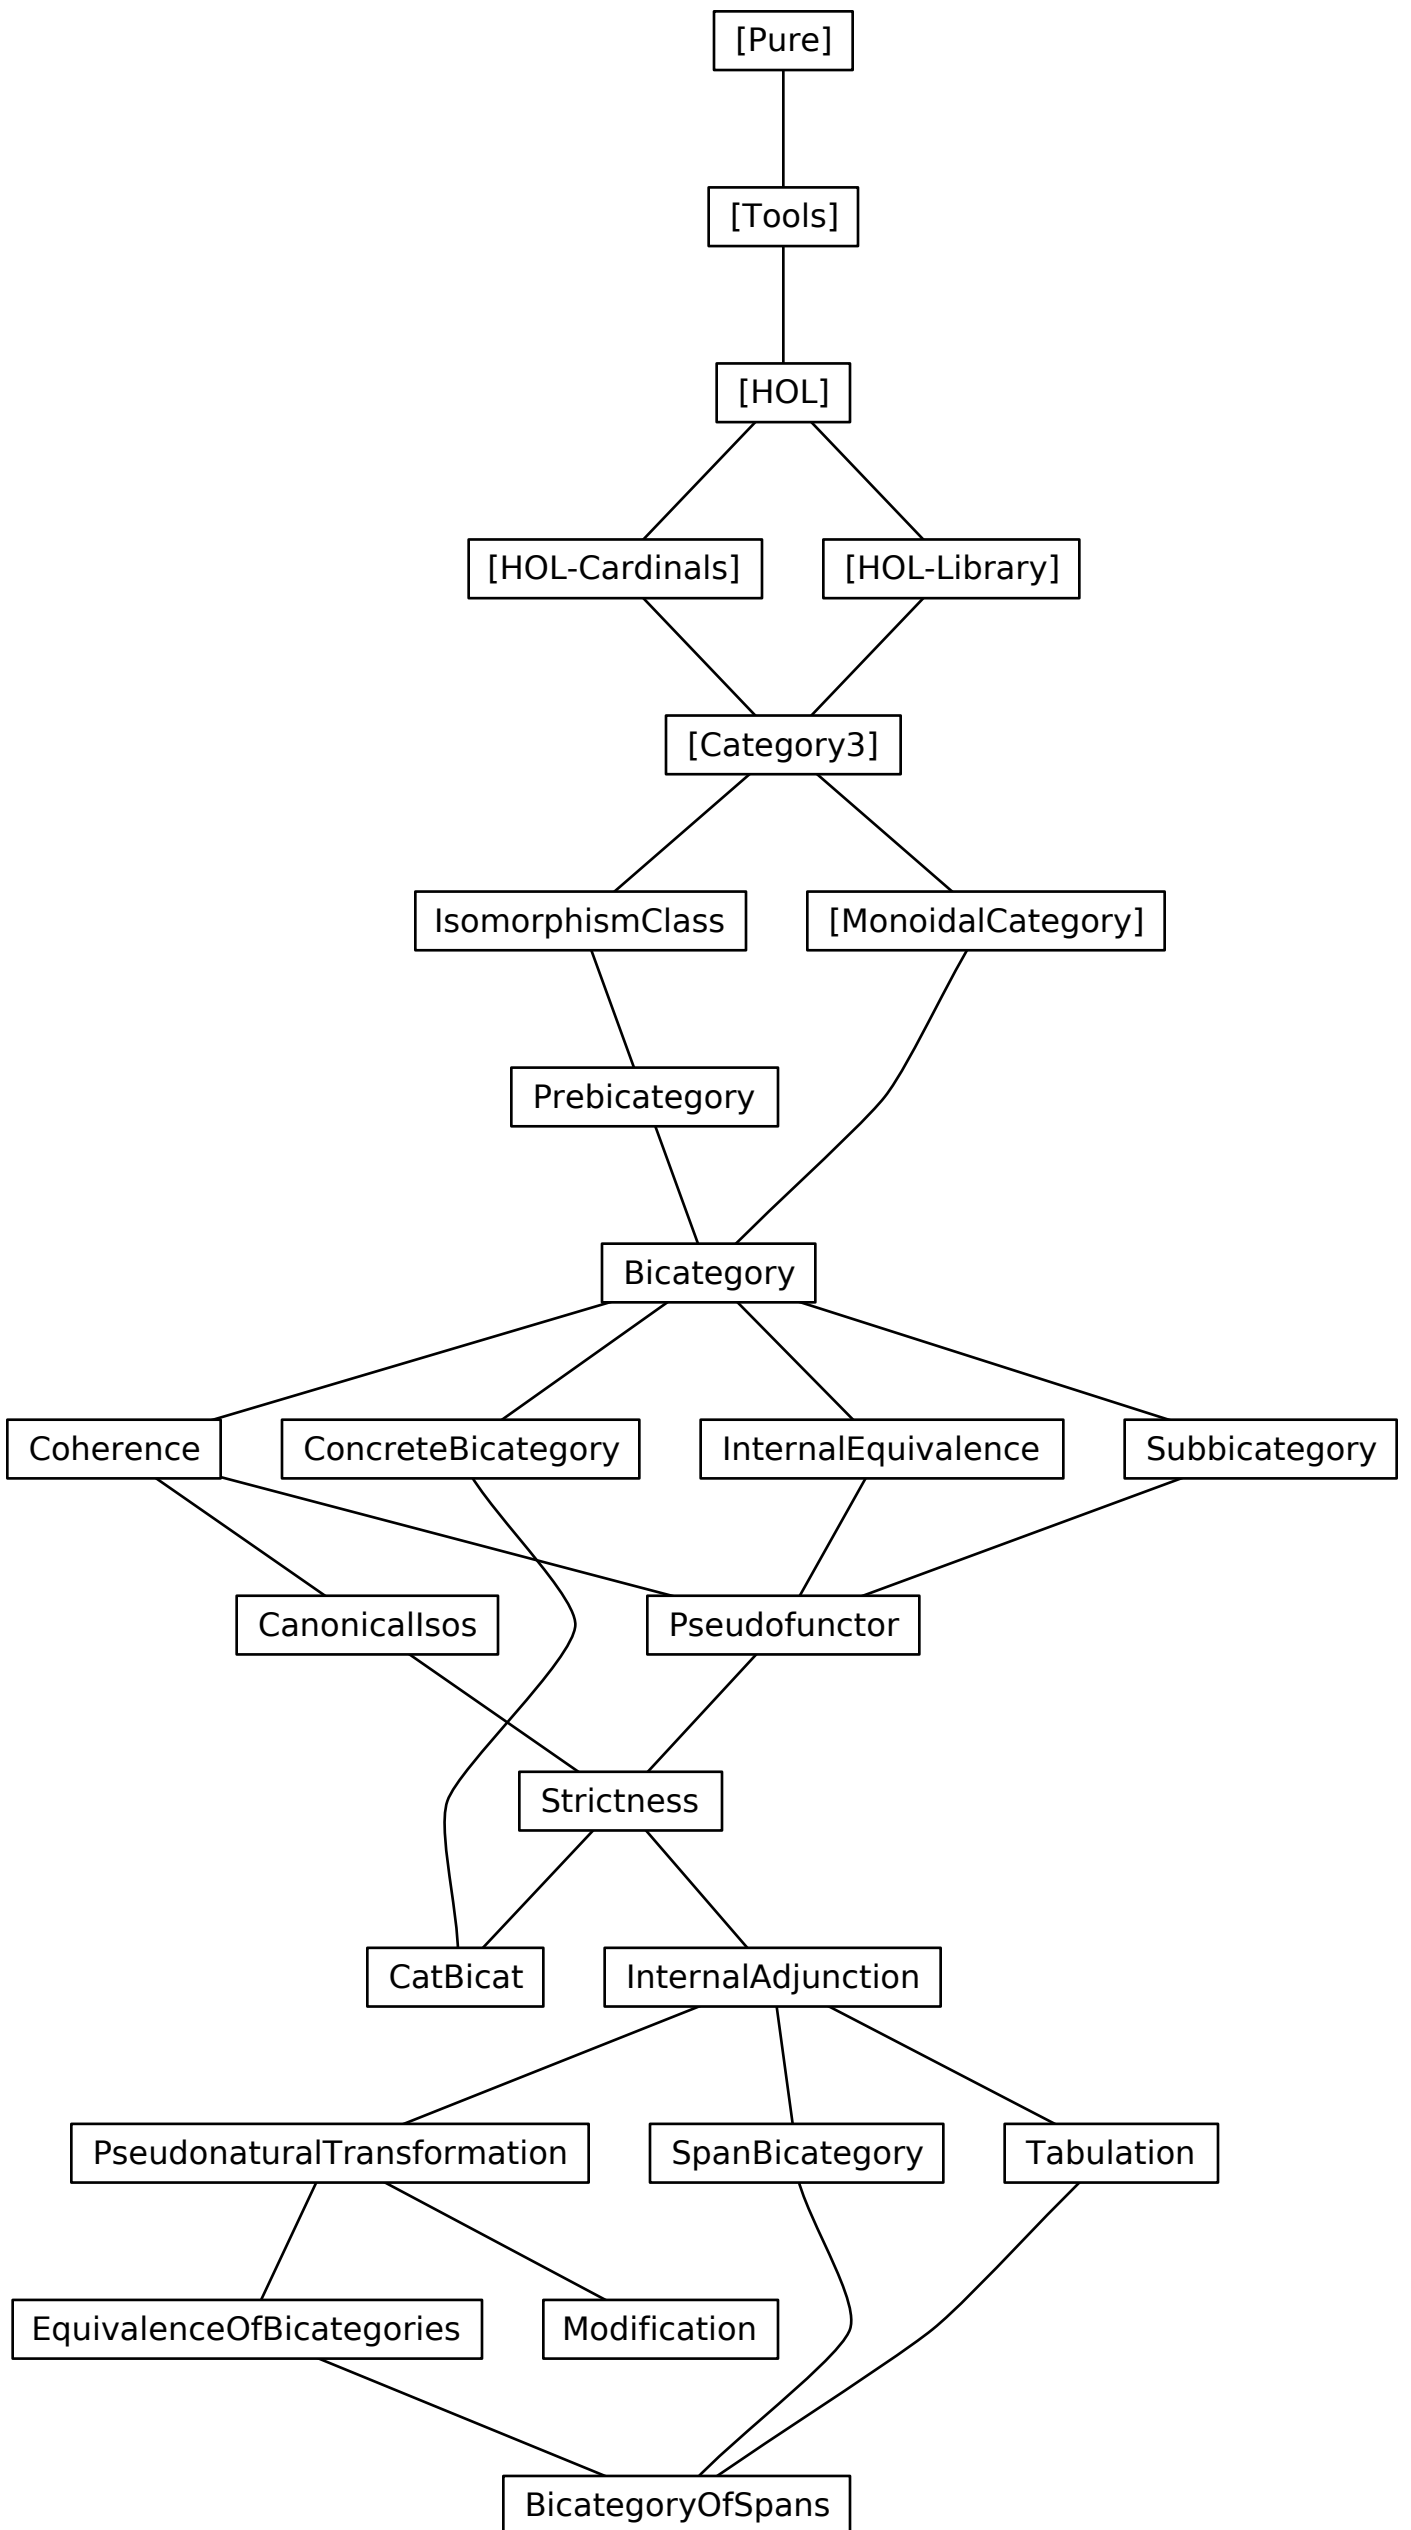 [Pure]
[Tools]
[HOL]
[HOL-Cardinals]
[HOL-Library]
[Category3]
IsomorphismClass
[MonoidalCategory]
Prebicategory
Bicategory
Coherence
ConcreteBicategory
InternalEquivalence
Subbicategory
CanonicalIsos
Pseudofunctor
Strictness
CatBicat
InternalAdjunction
PseudonaturalTransformation
SpanBicategory
Tabulation
EquivalenceOfBicategories
Modification
BicategoryOfSpans